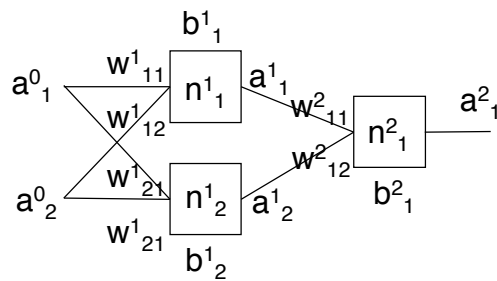 b¹₁
w¹₁₁
a⁰₁
n¹₁
a¹₁
w¹₁₂
w²₁₁
n²₁
a²₁
w¹₂₁
w²₁₂
a⁰₂
n¹₂
a¹₂
b²₁
w¹₂₁
b¹₂